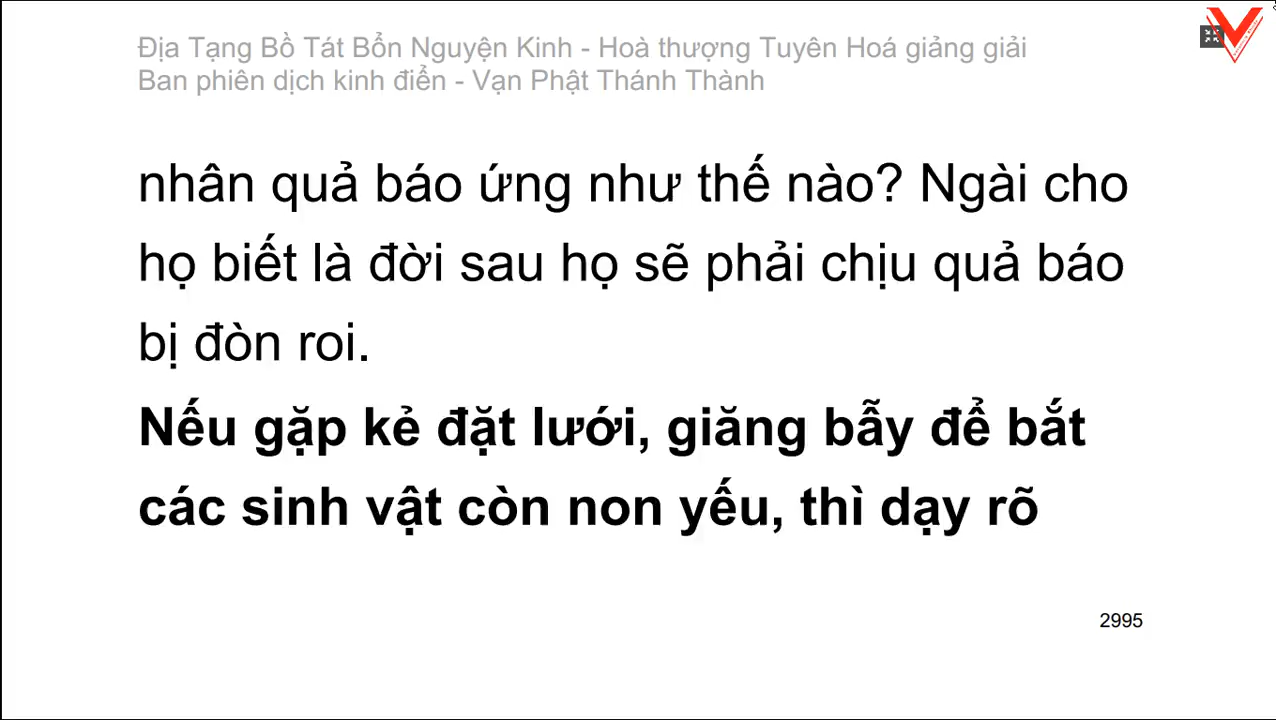 Địa Tạng Bồ Tát Bổn Nguyện Kinh - Hoà thượng Tuyên Hoá giảng giải
Ban phiên dịch kinh điển - Vạn Phật Thánh Thành
nhân quả báo ứng như thế nào? Ngài cho
họ biết là đời sau họ sẽ phải chịu quả báo
bị đòn roi.
Nếu gặp kẻ đặt lưới, giăng bẫy để bắt
các sinh vật còn non yếu, thì dạy rõ
2995